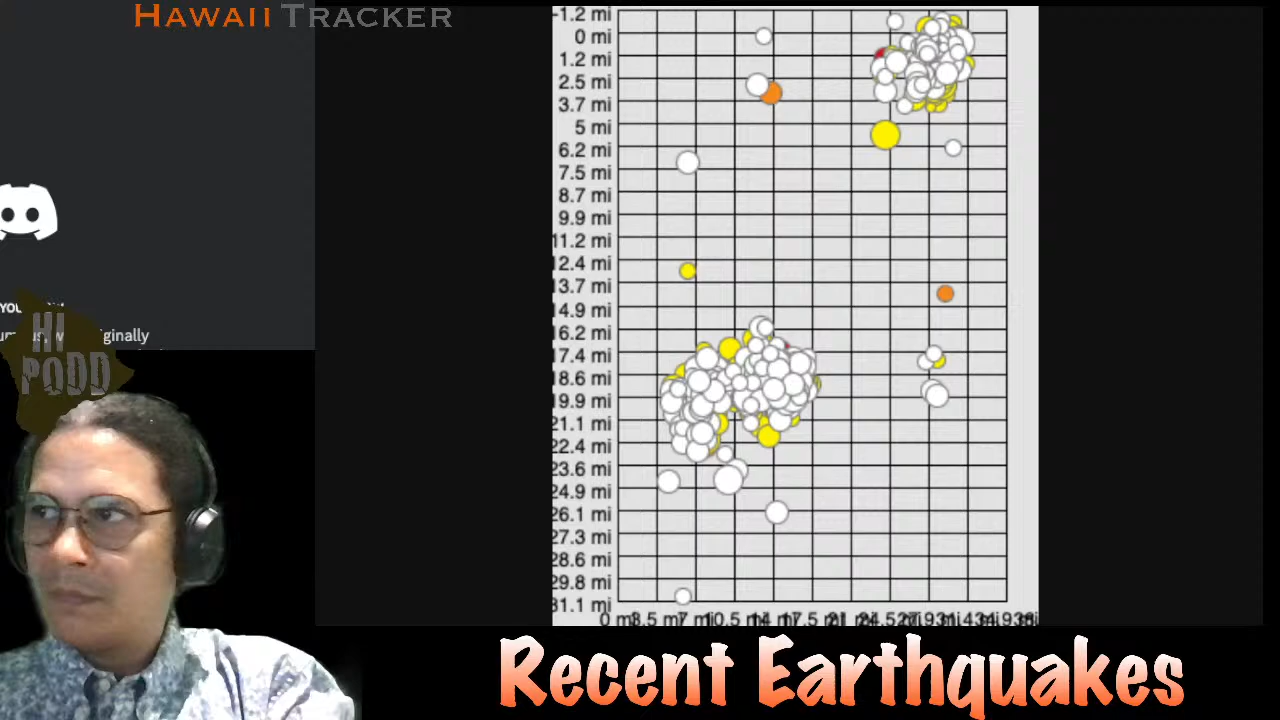 HAWAII TRACKER
-1.2 mi
0 mi
1.2 mi
2.5 mi
3.7 mi
5 mi
6.2 mi
7.5 mi
8.7 mi
9.9 mi
11.2 mi
12.4 mi
13.7 mi
14.9 mi
16.2 mi
17.4 mi
18.6 mi
19.9 mi
21.1 mi
22.4 mi
23.6 mi
24.9 mi
26.1 mi
27.3 mi
28.6 mi
29.8 mi
31.1 mi
iginally
HI
PODD
Recent Earthquakes